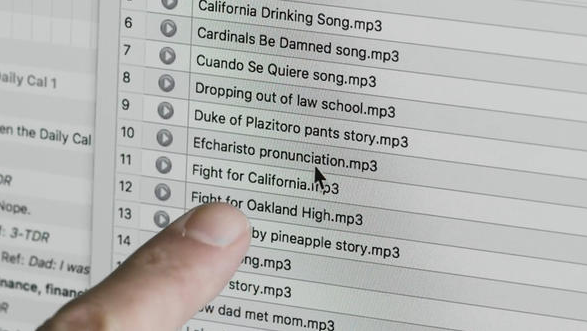 California Drinking Song.mp3
6 Cardinals Be Damned song.mp3
7 Cuando Se Quiere song.mp3
8 Dropping out of law school.mp3
9 Duke of Plazitoro pants story.mp3
10 Efcharisto pronunciation.mp3
11 Fight for California.mp3
12 Fight for Oakland High.mp3
13 by pineapple story.mp3
14 ng.mp3
story.mp3
ow dad met mom.mp3
aily Cal 1
en the Daily Cal
OR
Nope.
: 3-TDR
Ref: Dad: I was
nance, financ
R